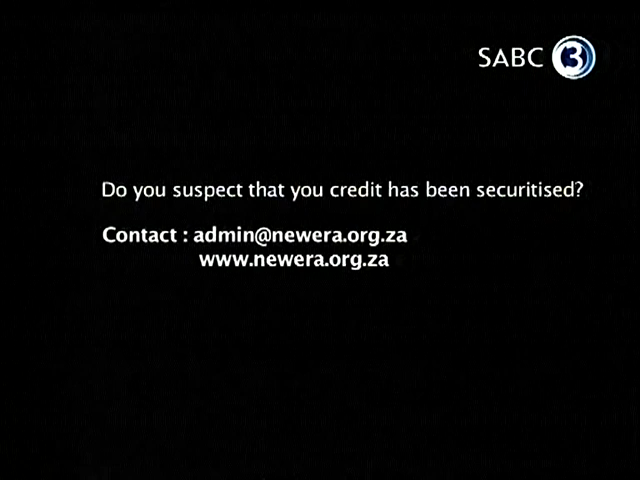 SABC 3
Do you suspect that you credit has been securitised?
Contact : admin@newera.org.za
www.newera.org.za